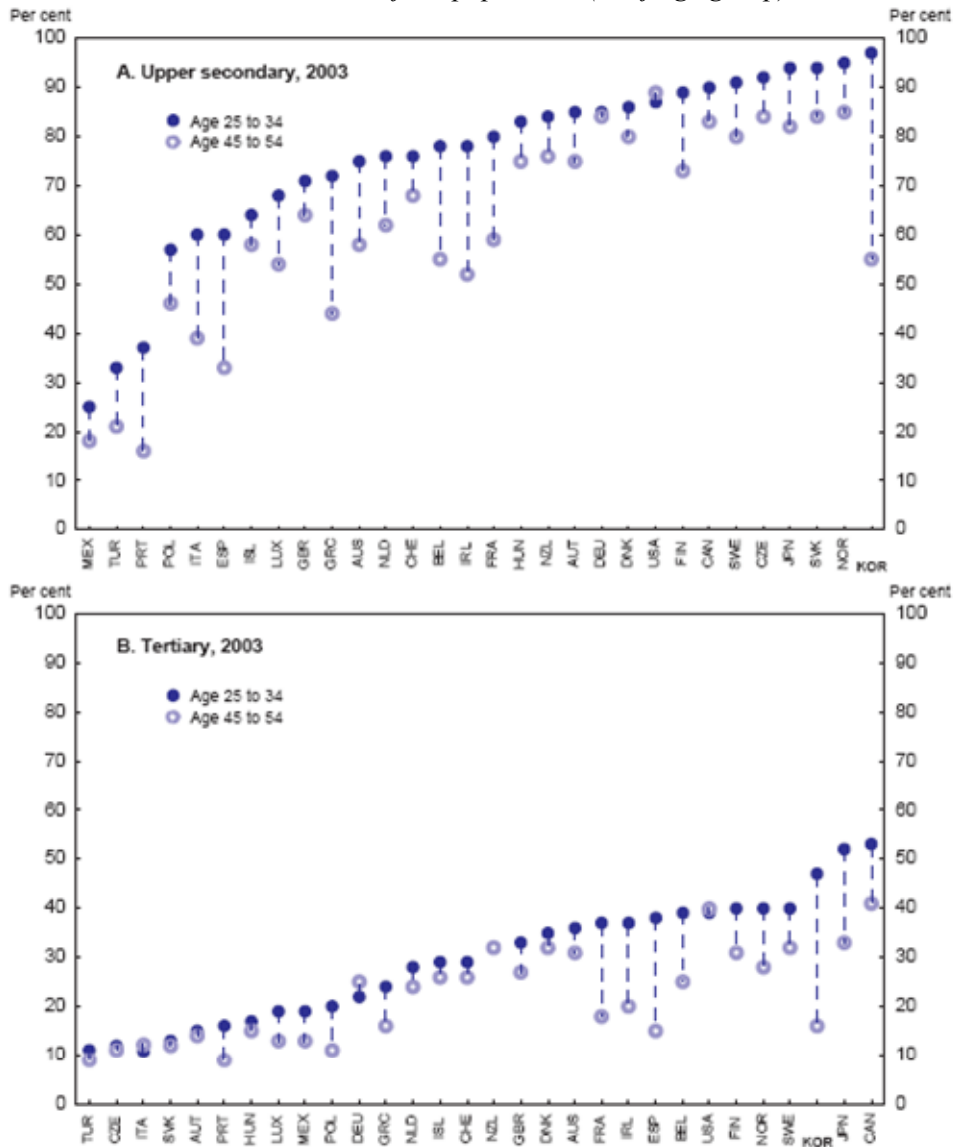 Per cent Per cent
100 100
A. Upper secondary, 2003
90 90
Age 25 to 34
80 80
Age 45 to 54
70 70
60 60
50 50
40 40
30 30
20 20
10 10
0 0
MEX TUR PRT POL ITA ESP ISL LUX GBR GRC AUS NLD CHE BEL IRL FRA HUN NZL AUT DEU DNK USA FIN CAN SWE CZE JPN SVK NOR KOR
Per cent Per cent
100 100
B. Tertiary, 2003
90 90
Age 25 to 34
80 80
Age 45 to 54
70 70
60 60
50 50
40 40
30 30
20 20
10 10
0 0
TUR CZE ITA SVK AUT PRT HUN LUX MEX POL DEU GRC NLD ISL CHE NZL GBR DNK AUS FRA IRL ESP BEL USA FIN NOR SWE KOR JPN CAN